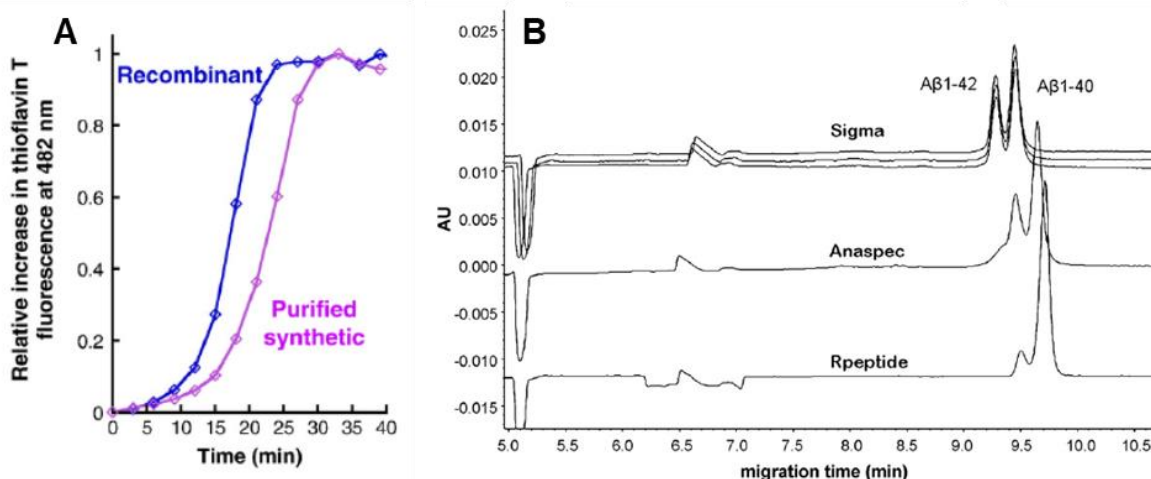 A
Relative increase in thioflavin T
fluorescence at 482 nm
1
0.8
0.6
0.4
0.2
0
Recombinant
Purified
synthetic
0 5 10 15 20 25 30 35 40
Time (min)
B
AU
0.025
0.020
0.015
0.010
0.005
0.000
-0.005
-0.010
-0.015
Aβ1-42 Aβ1-40
Sigma
Anaspec
Rpeptide
5.0 5.5 6.0 6.5 7.0 7.5 8.0 8.5 9.0 9.5 10.0 10.5
migration time (min)